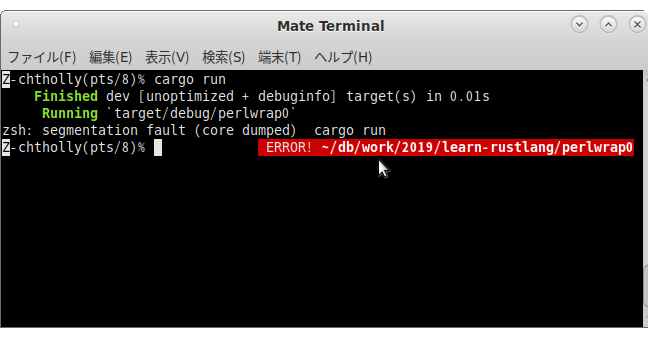 Mate Terminal
ファイル(F) 編集(E) 表示(V) 検索(S) 端末(T) ヘルプ(H)
Z-chtholly(pts/8)% cargo run
Finished dev [unoptimized + debuginfo] target(s) in 0.01s
Running `target/debug/perlwrap0`
zsh: segmentation fault (core dumped)  cargo run
Z-chtholly(pts/8)% ERROR! ~/db/work/2019/learn-rustlang/perlwrap0